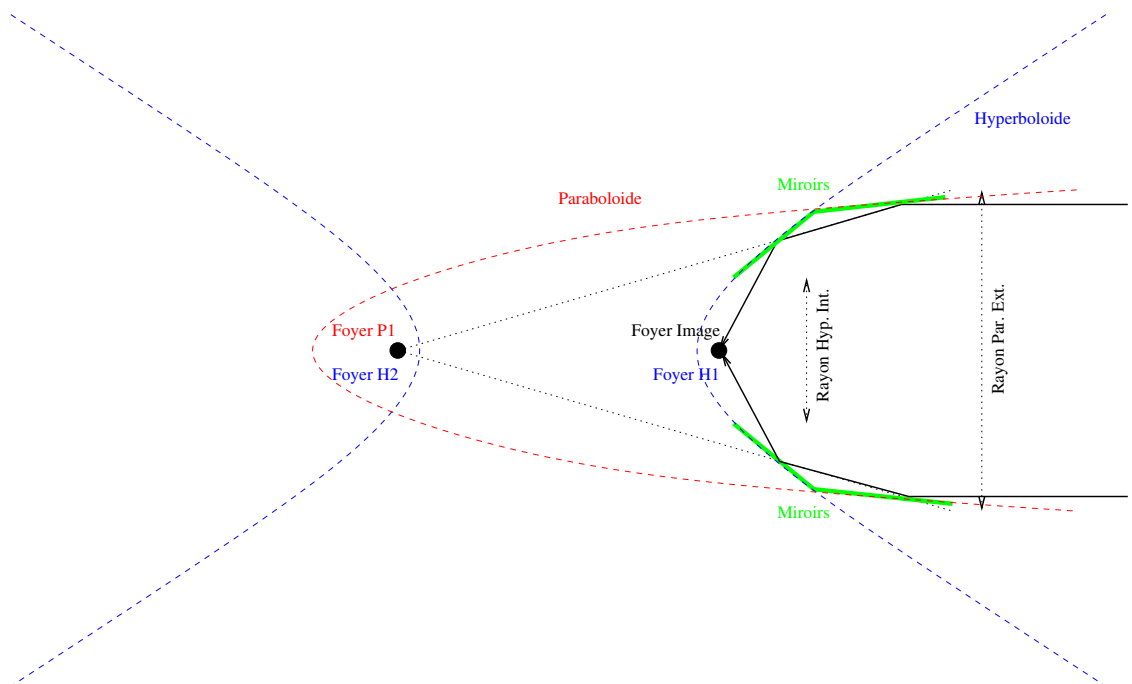 Hyperboloide
Miroirs
Paraboloide
Foyer P1
Foyer Image
Foyer H2
Foyer H1
Rayon Hyp. Int.
Rayon Par. Ext.
Miroirs